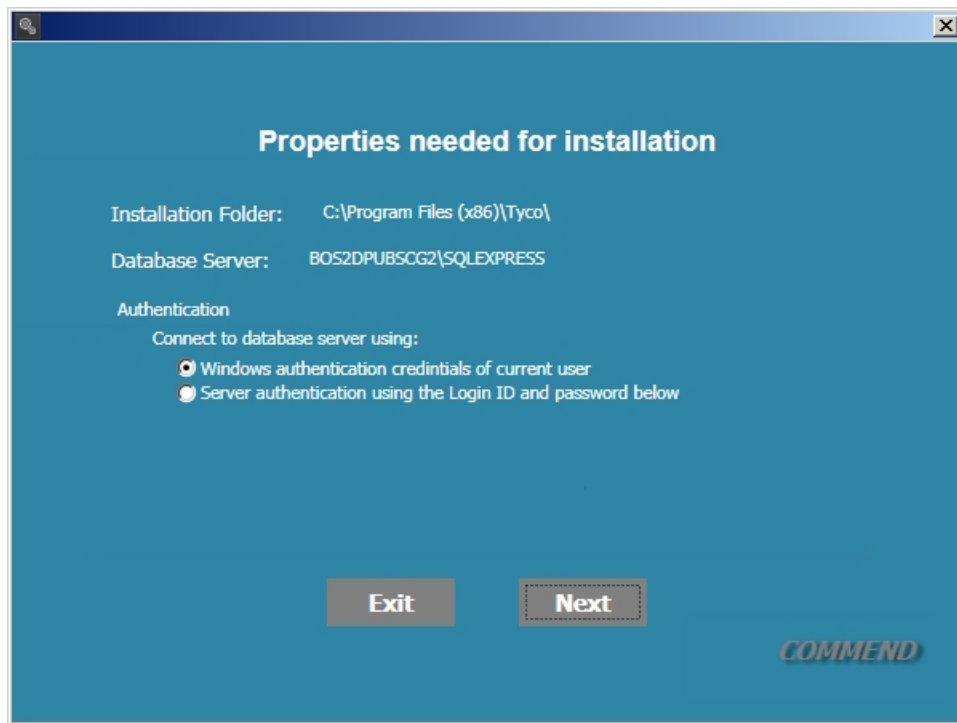 Properties needed for installation
Installation Folder: C:\Program Files (x86)\Tyco\
Database Server: BOS2DPUBSCG2\SQLEXPRESS
Authentication
Connect to database server using:
Windows authentication credintials of current user
Server authentication using the Login ID and password below
Exit Next
COMMEND